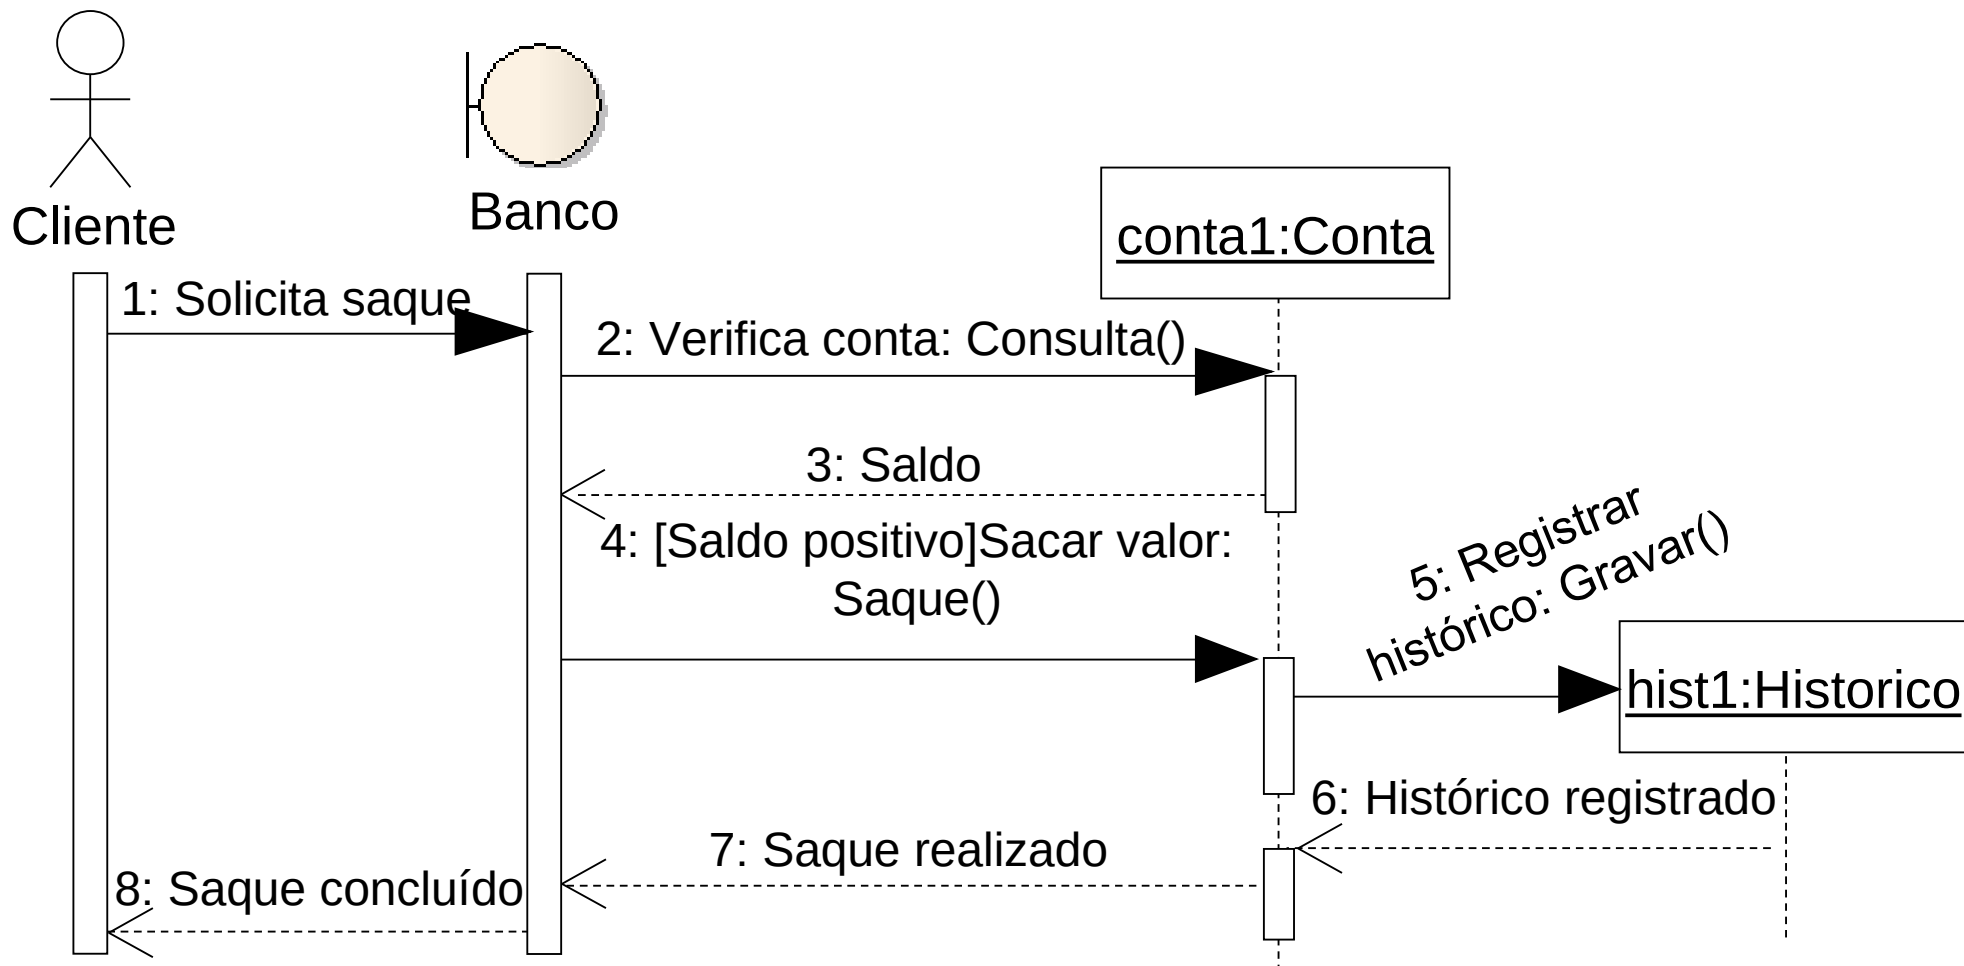 Cliente
Banco
conta1:Conta
1: Solicita saque
2: Verifica conta: Consulta()
3: Saldo
4: [Saldo positivo]Sacar valor:
Saque()
5: Registrar
histórico: Gravar()
hist1:Historico
6: Histórico registrado
7: Saque realizado
8: Saque concluído